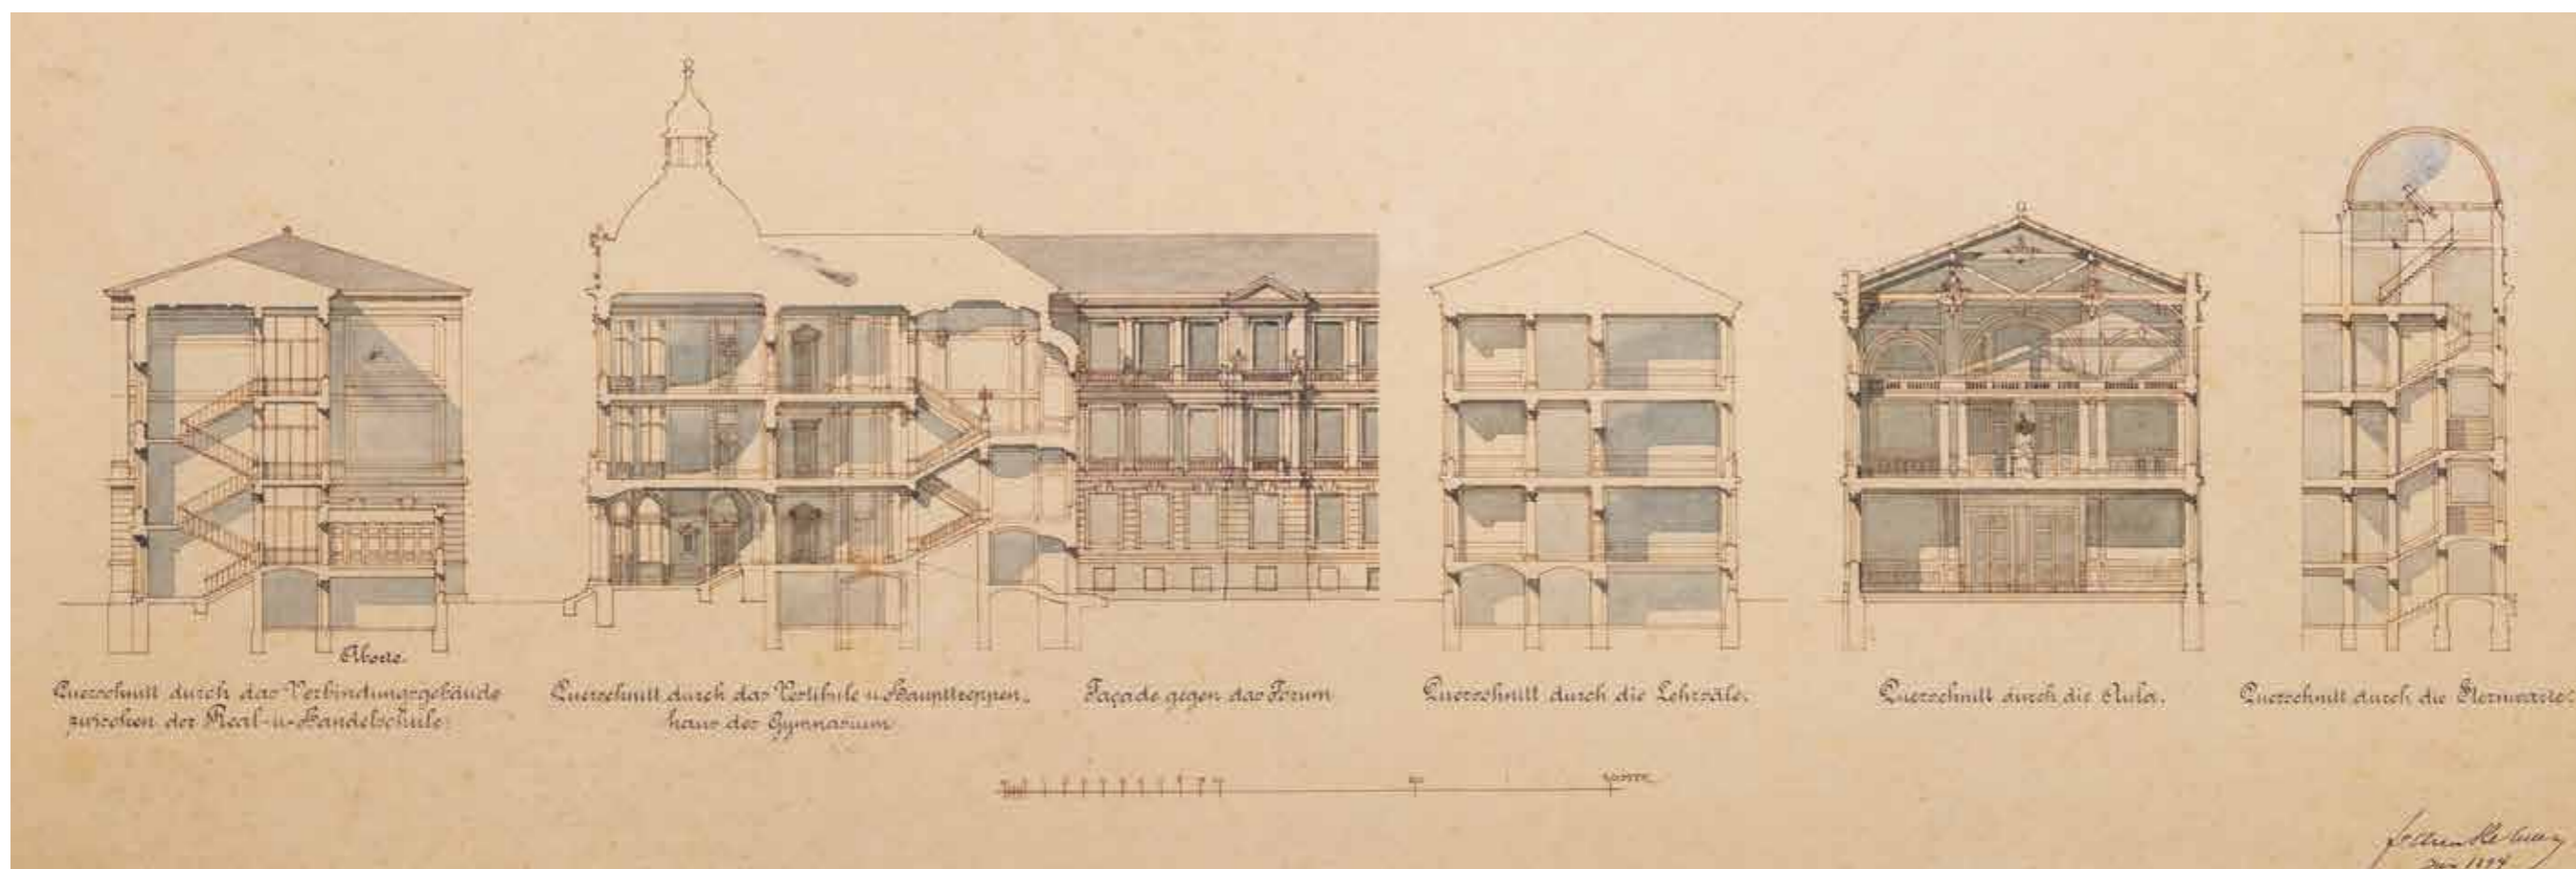 Aborte.
Querschnitt durch das Verbindungsgebäude
zwischen der Real-u-Handelschule.
Querschnitt durch das Vestibule u. Haupttreppen-
haus des Gymnasium
Façade gegen das Forum
Querschnitt durch die Lehrsäle.
Querschnitt durch die Aula.
Querschnitt durch die Sternwarte.